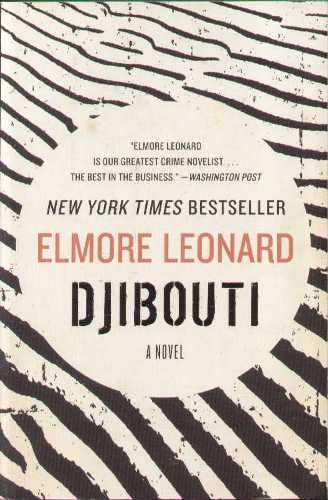 "ELMORE LEONARD
IS OUR GREATEST CRIME NOVELIST. . . .
THE BEST IN THE BUSINESS." —WASHINGTON POST
NEW YORK TIMES BESTSELLER
ELMORE LEONARD
DJIBOUTI
A NOVEL